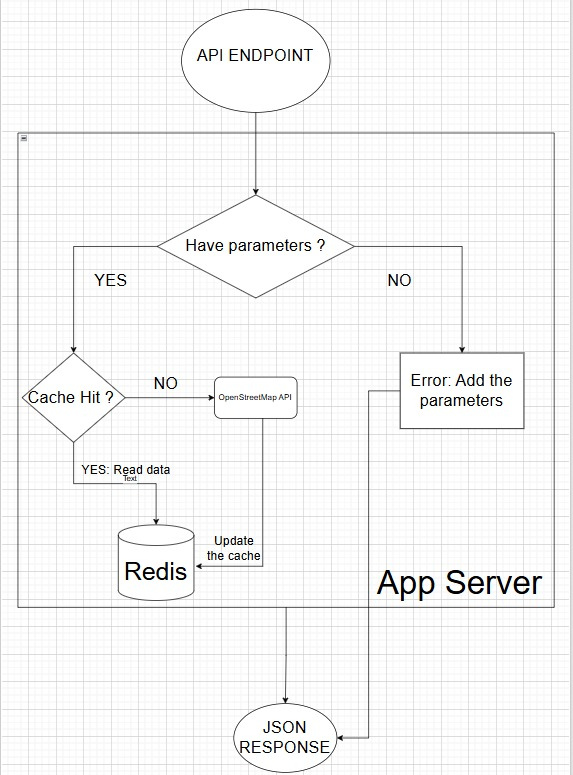 API ENDPOINT
Have parameters ?
YES
NO
Cache Hit ?
NO
OpenStreetMap API
Error: Add the
parameters
YES: Read data
Text
Update
the cache
Redis
App Server
JSON
RESPONSE